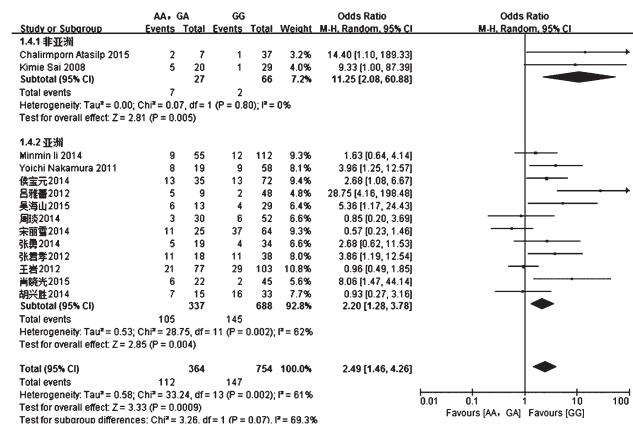 AA，GA GG Odds Ratio Odds Ratio
Study or Subgroup Events Total Events Total Weight M-H, Random, 95% CI M-H, Random, 95% CI
1.4.1 非亚洲
Chalirmporn Atasilp 2015 2 7 1 37 3.2% 14.40 [1.10, 189.33]
Kimie Sai 2008 5 20 1 29 4.0% 9.33 [1.00, 87.39]
Subtotal (95% CI) 27 66 7.2% 11.25 [2.08, 60.88]
Total events 7 2
Heterogeneity: Tau² = 0.00; Chi² = 0.07, df = 1 (P = 0.80); I² = 0%
Test for overall effect: Z = 2.81 (P = 0.005)
1.4.2 亚洲
Minmin li 2014 9 55 12 112 9.3% 1.63 [0.64, 4.14]
Yoichi Nakamura 2011 8 19 9 58 7.8% 3.96 [1.25, 12.57]
侯宝元2014 13 35 13 72 9.6% 2.68 [1.08, 6.67]
吕雅蕾2012 5 9 2 48 4.8% 28.75 [4.16, 198.48]
吴海山2015 6 13 4 29 6.2% 5.36 [1.17, 24.43]
周琰2014 3 30 6 52 6.5% 0.85 [0.20, 3.69]
宋丽雪2014 11 25 37 64 9.5% 0.57 [0.23, 1.46]
张勇2014 5 19 4 34 6.5% 2.68 [0.62, 11.53]
张君孝2012 11 18 11 38 7.7% 3.86 [1.19, 12.54]
王岩2012 21 77 29 103 11.5% 0.96 [0.49, 1.85]
肖晓光2015 6 22 2 45 5.5% 8.06 [1.47, 44.14]
胡兴胜2014 7 15 16 33 7.5% 0.93 [0.27, 3.16]
Subtotal (95% CI) 337 688 92.8% 2.20 [1.28, 3.78]
Total events 105 145
Heterogeneity: Tau² = 0.53; Chi² = 28.75, df = 11 (P = 0.002); I² = 62%
Test for overall effect: Z = 2.85 (P = 0.004)
Total (95% CI) 364 754 100.0% 2.49 [1.46, 4.26]
Total events 112 147
Heterogeneity: Tau² = 0.58; Chi² = 33.24, df = 13 (P = 0.002); I² = 61%
Test for overall effect: Z = 3.33 (P = 0.0009)
Test for subgroup differences: Chi² = 3.26, df = 1 (P = 0.07), I² = 69.3%
0.01 0.1 1 10 100
Favours [AA，GA] Favours [GG]